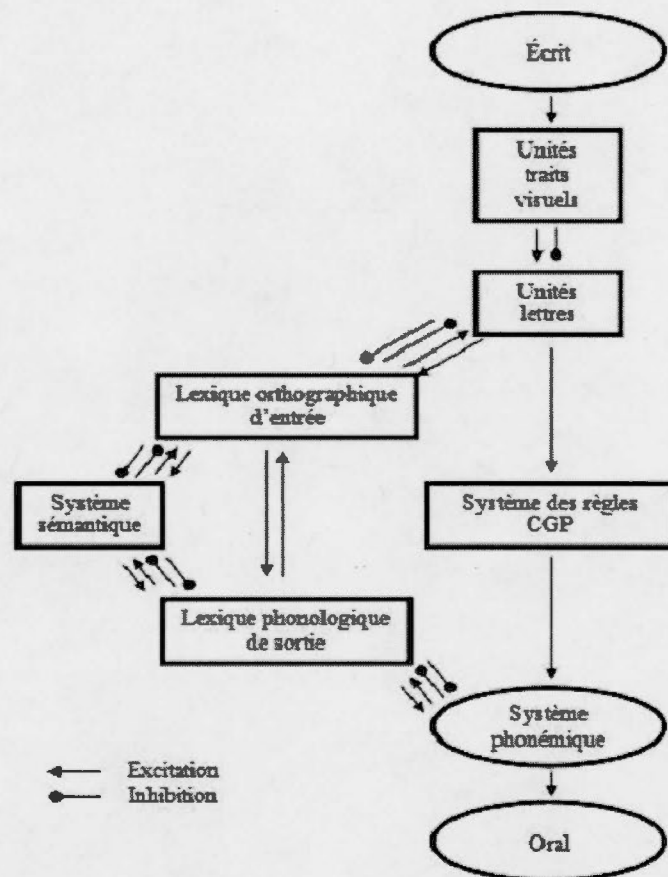 Écrit
Unités
traits
visuels
Unités
lettres
Lexique orthographique
d'entrée
Système
sémantique
Système des règles
CGP
Lexique phonologique
de sortie
Système
phonémique
Excitation
Inhibition
Oral